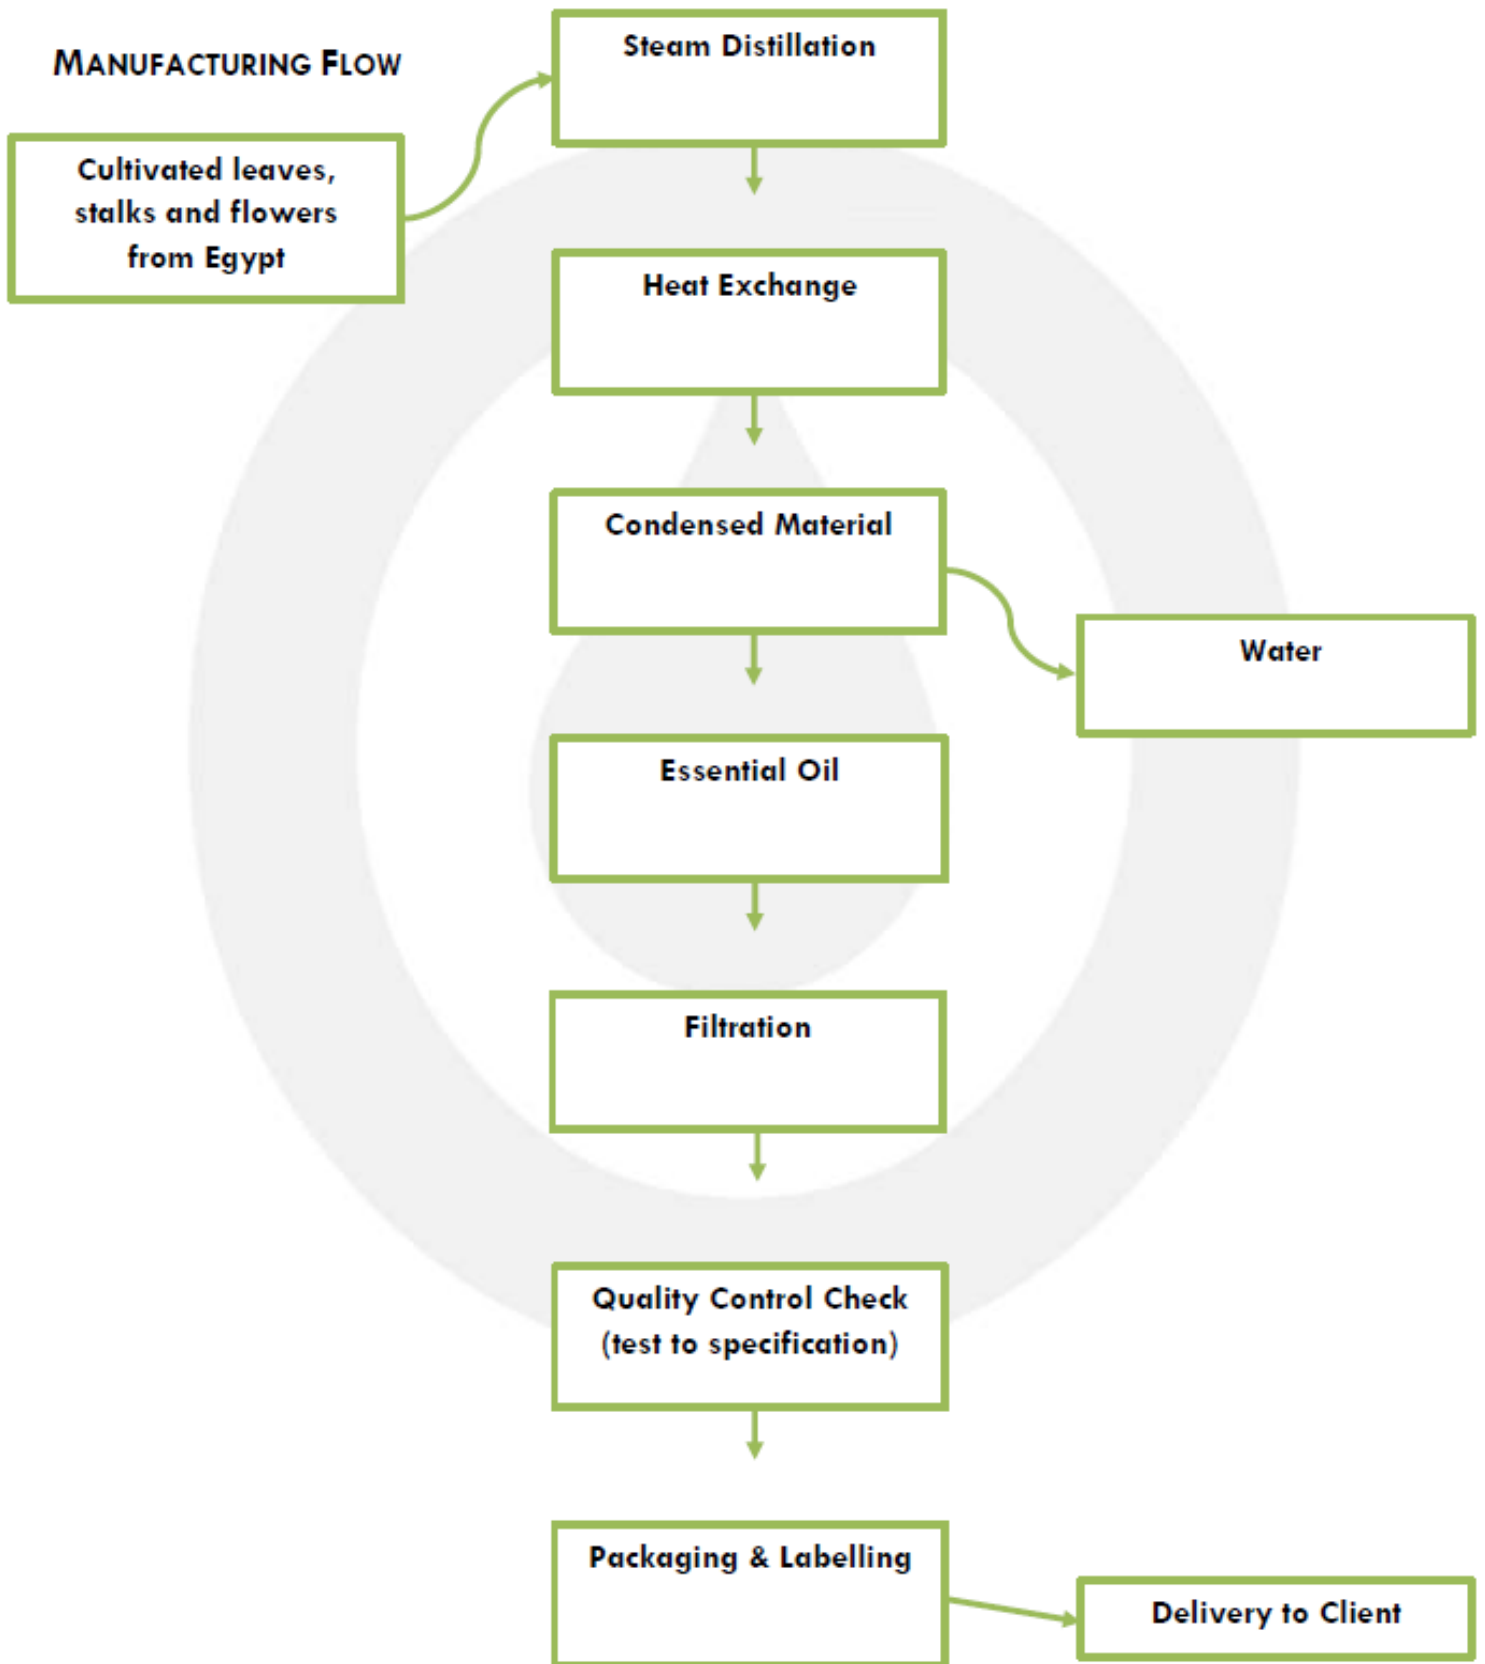 MANUFACTURING FLOW
Steam Distillation
Cultivated leaves,
stalks and flowers
from Egypt
Heat Exchange
Condensed Material
Water
Essential Oil
Filtration
Quality Control Check
(test to specification)
Packaging & Labelling
Delivery to Client